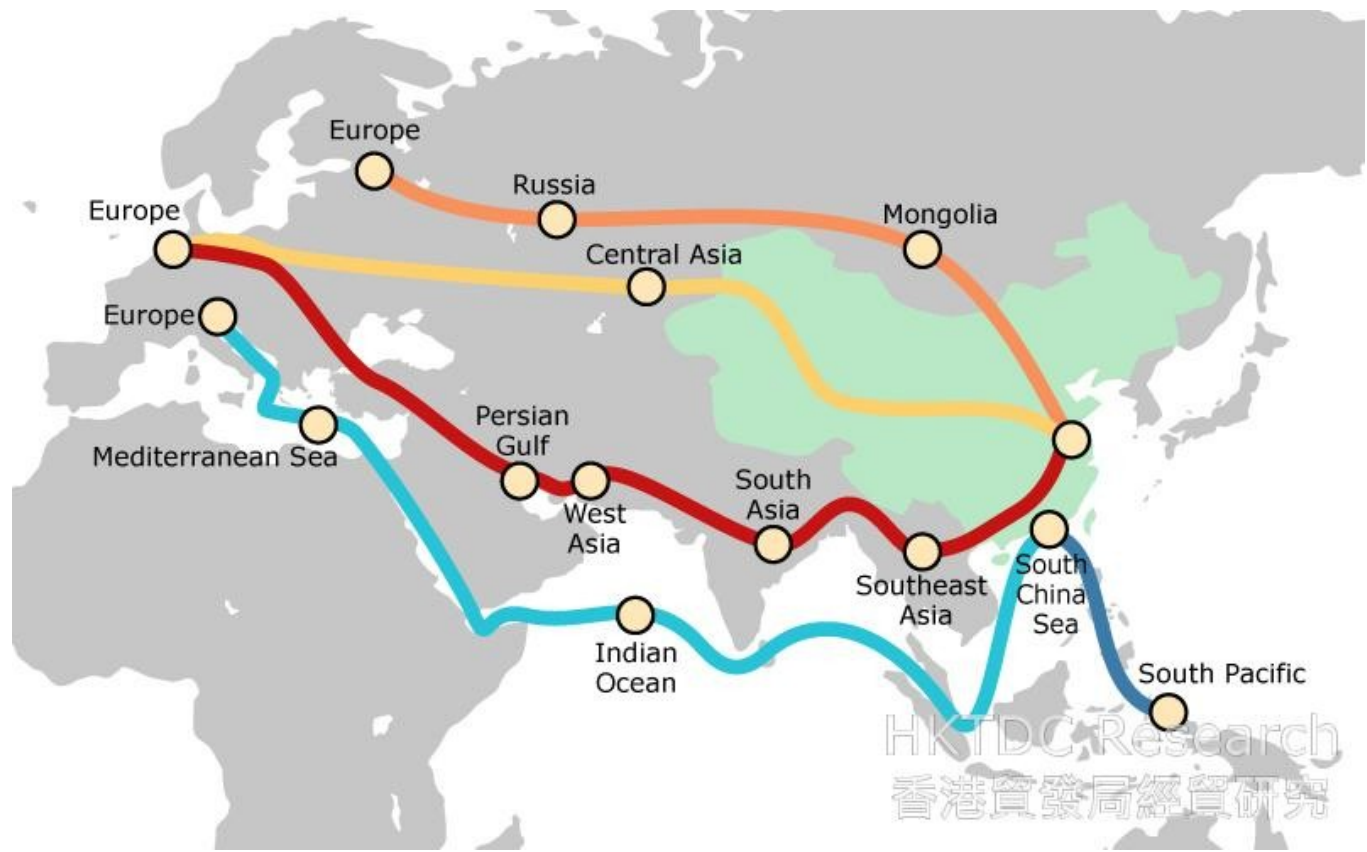 Europe
Russia
Europe
Mongolia
Central Asia
Europe
Persian
Gulf
Mediterranean Sea
South
Asia
West
Asia
Southeast
Asia
South
China
Sea
Indian
Ocean
South Pacific
HKTDC Research
香港貿發局經貿研究